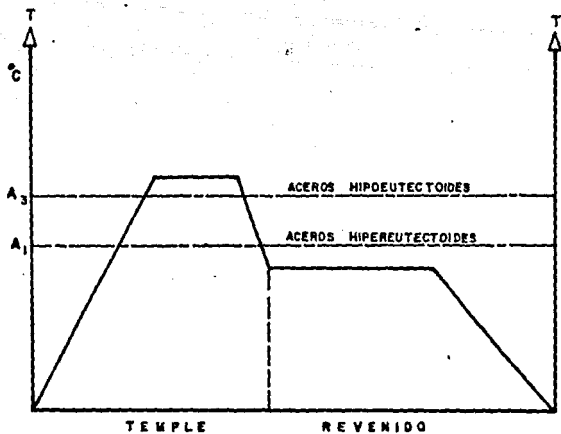 T
T
°C
A3
ACEROS HIPOEUTECTOIDES
A1
ACEROS HIPEREUTECTOIDES
TEMPLE
REVENIDO